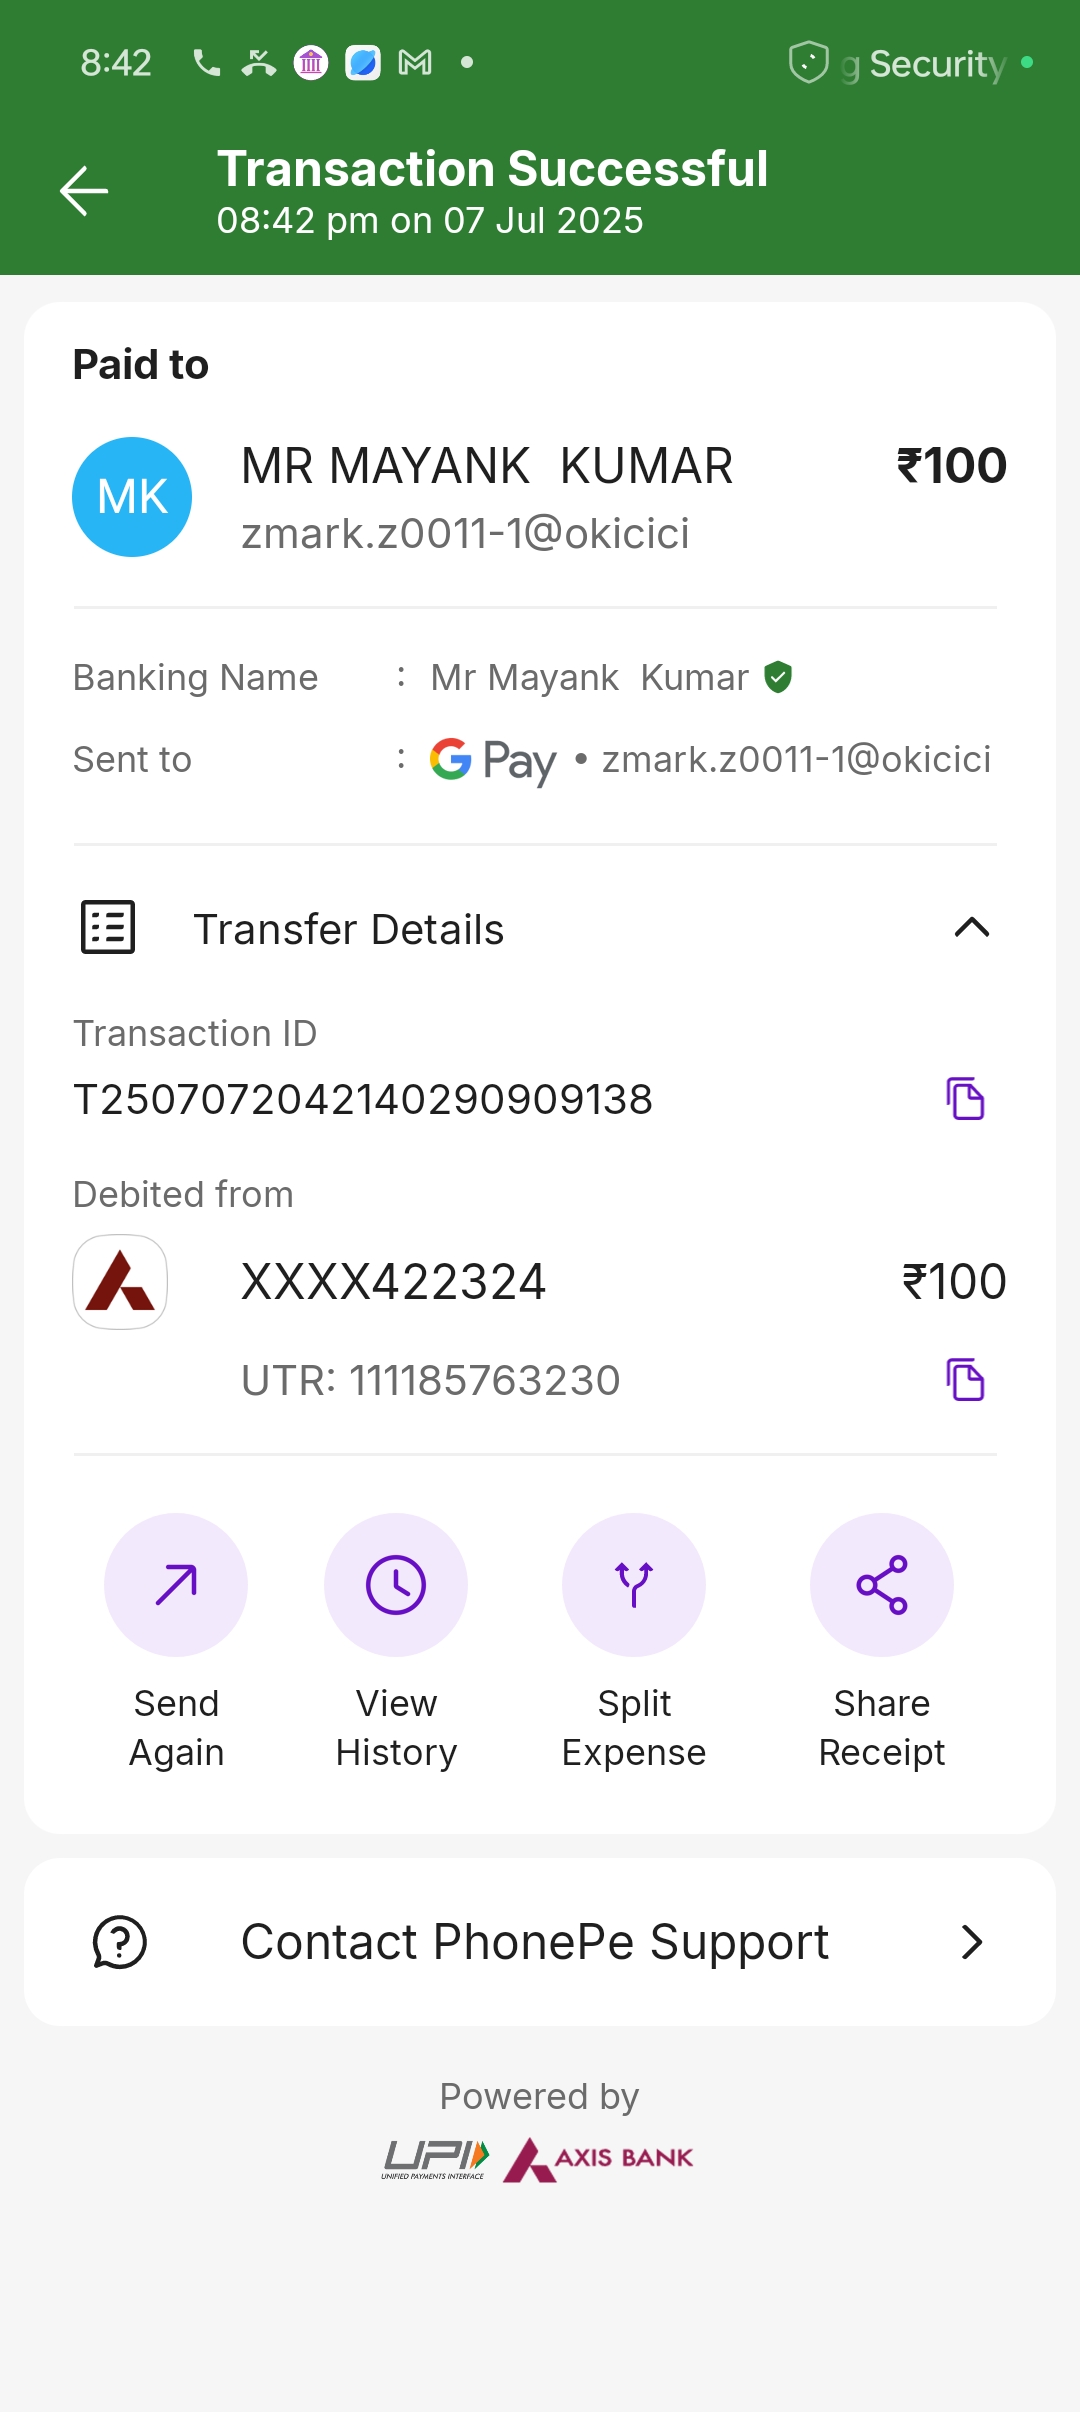 8:42 g Security
Transaction Successful
08:42 pm on 07 Jul 2025
Paid to
MK MR MAYANK  KUMAR ₹100
zmark.z0011-1@okicici
Banking Name : Mr Mayank  Kumar
Sent to : G Pay • zmark.z0011-1@okicici
Transfer Details
Transaction ID
T2507072042140290909138
Debited from
XXXX422324 ₹100
UTR: 111185763230
Send Again
View History
Split Expense
Share Receipt
Contact PhonePe Support
Powered by
UPI AXIS BANK
UNIFIED PAYMENTS INTERFACE